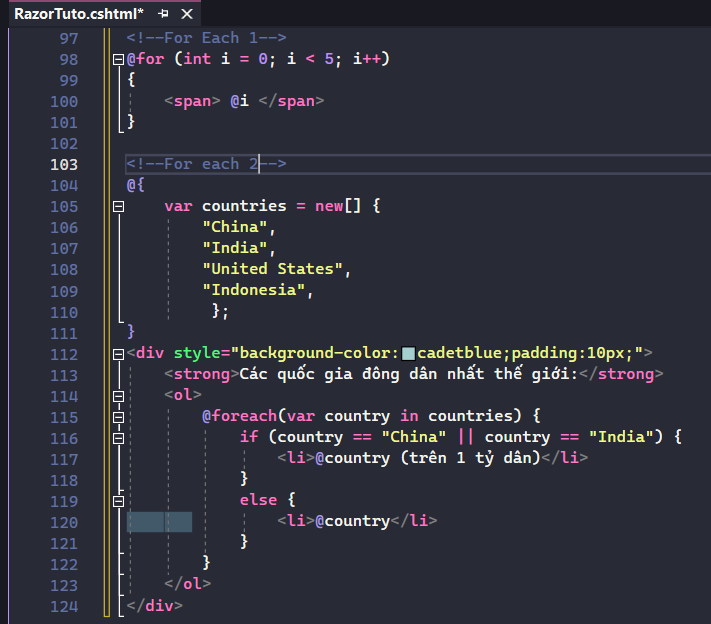 RazorTuto.cshtml*
97 <!--For Each 1-->
98 @for (int i = 0; i < 5; i++)
99 {
100 <span> @i </span>
101 }
102
103 <!--For each 2-->
104 @{
105 var countries = new[] {
106 "China",
107 "India",
108 "United States",
109 "Indonesia",
110 };
111 }
112 <div style="background-color:cadetblue;padding:10px;">
113 <strong>Các quốc gia đông dân nhất thế giới:</strong>
114 <ol>
115 @foreach(var country in countries) {
116 if (country == "China" || country == "India") {
117 <li>@country (trên 1 tỷ dân)</li>
118 }
119 else {
120 <li>@country</li>
121 }
122 }
123 </ol>
124 </div>